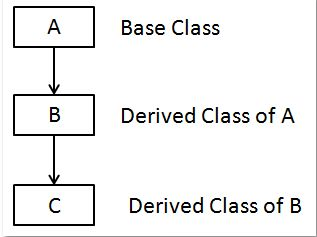 A Base Class
B Derived Class of A
C Derived Class of B